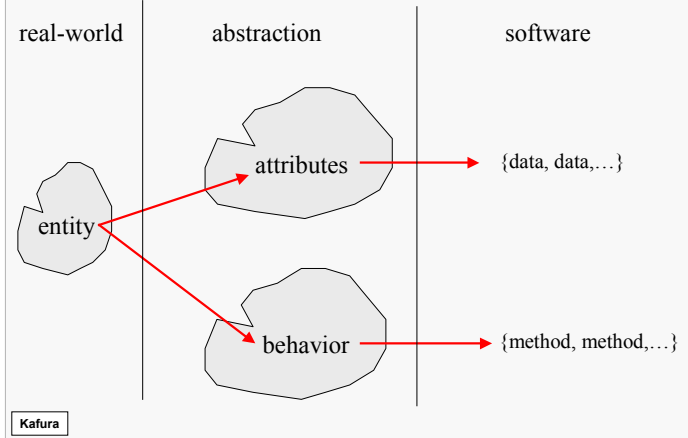 real-world
abstraction
software
attributes
{data, data,…}
entity
behavior
{method, method,…}
Kafura